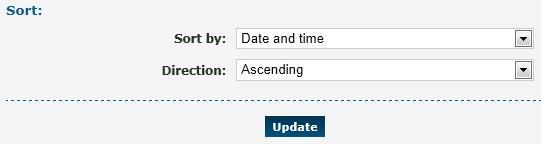 Sort:
Sort by: Date and time
Direction: Ascending
Update